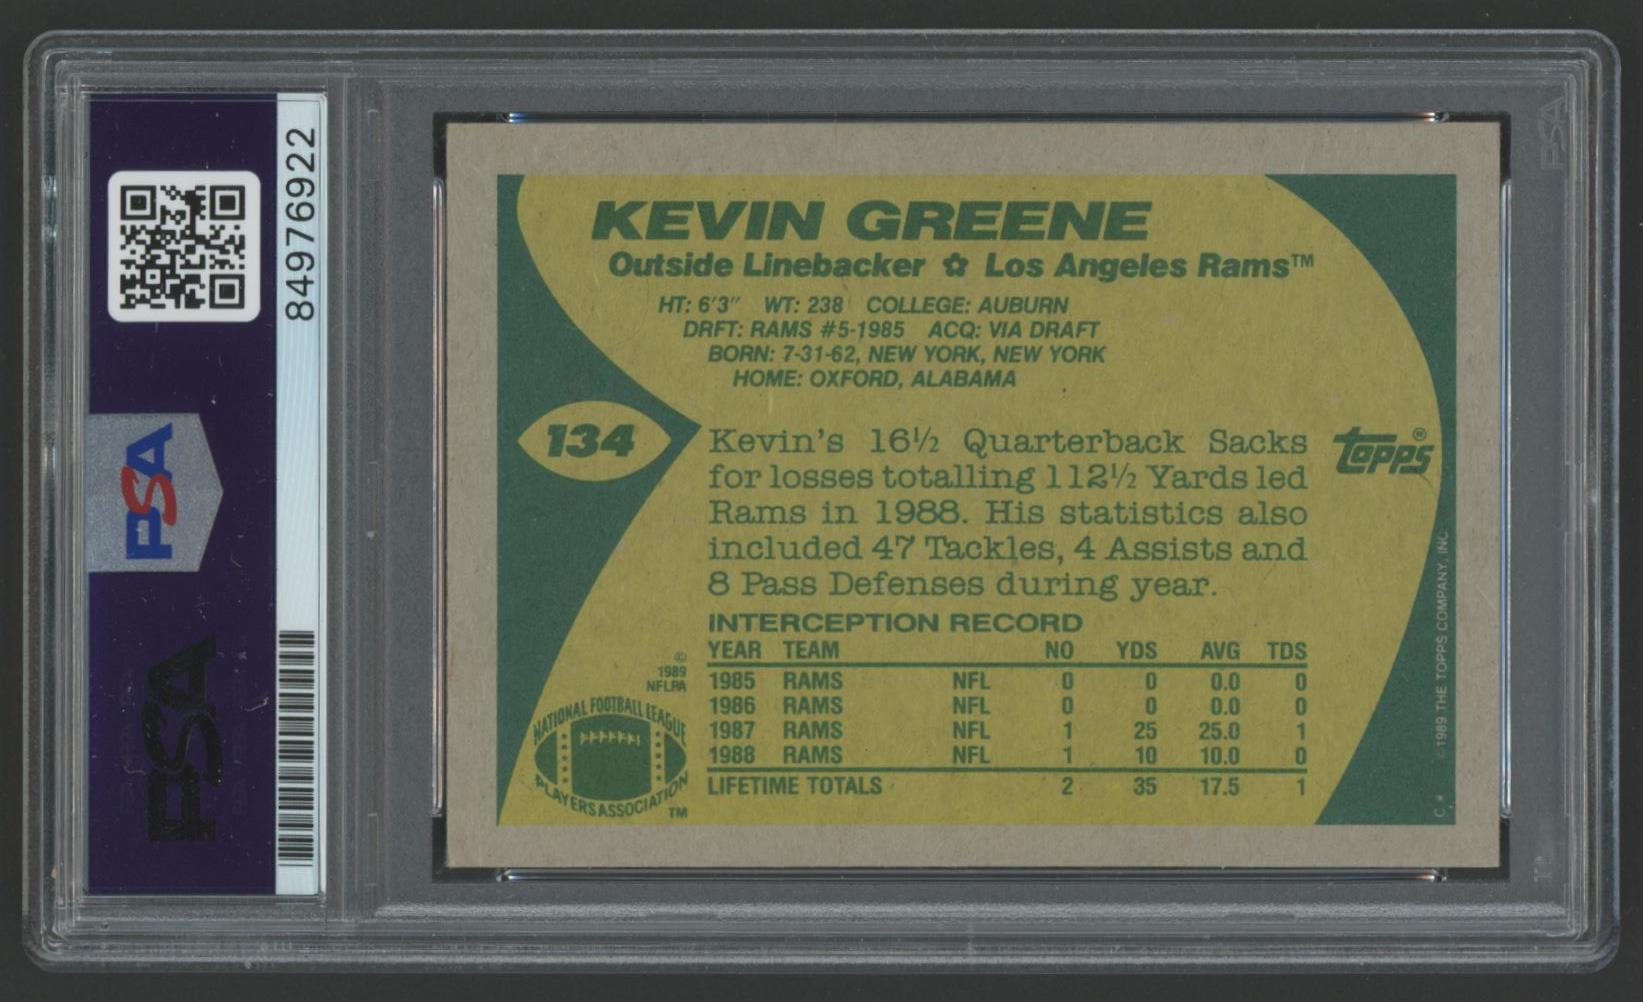 84976922
PSA
PSA
PSA
KEVIN GREENE
Outside Linebacker ✿ Los Angeles Rams™
HT: 6'3" WT: 238 COLLEGE: AUBURN
DRFT: RAMS #5-1985 ACQ: VIA DRAFT
BORN: 7-31-62, NEW YORK, NEW YORK
HOME: OXFORD, ALABAMA
134
Kevin's 16½ Quarterback Sacks
for losses totalling 112½ Yards led
Rams in 1988. His statistics also
included 47 Tackles, 4 Assists and
8 Pass Defenses during year.
topps®
INTERCEPTION RECORD
YEAR TEAM NO YDS AVG TDS
1985 RAMS NFL 0 0 0.0 0
1986 RAMS NFL 0 0 0.0 0
1987 RAMS NFL 1 25 25.0 1
1988 RAMS NFL 1 10 10.0 0
LIFETIME TOTALS 2 35 17.5 1
©
1989
NFLPA
NATIONAL FOOTBALL LEAGUE
PLAYERS ASSOCIATION
TM
C* ©1989 THE TOPPS COMPANY, INC.